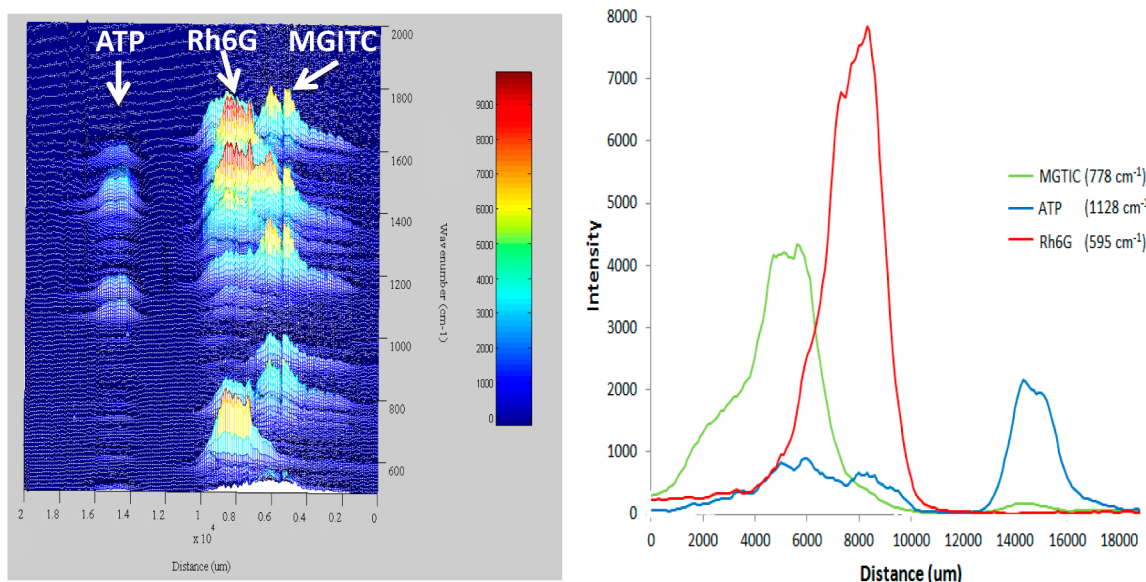 ATP
Rh6G
MGITC
2000
1800
1600
1400
1200
1000
800
600
Wavenumber (cm-1)
9000
8000
7000
6000
5000
4000
3000
2000
1000
0
2 1.8 1.6 1.4 1.2 1 0.8 0.6 0.4 0.2 0
x 10 4
Distance (um)
8000
7000
6000
5000
4000
3000
2000
1000
0
Intensity
0 2000 4000 6000 8000 10000 12000 14000 16000 18000
Distance (um)
MGTIC (778 cm-1)
ATP (1128 cm-1
Rh6G (595 cm-1)